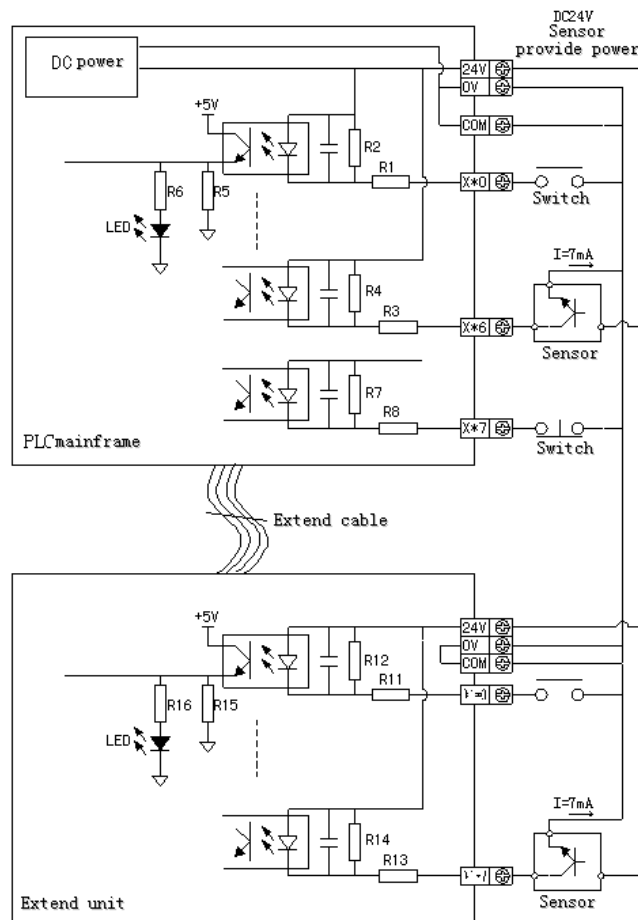 DC24V
Sensor
provide power
DC power
24V
0V
+5V
COM
R2
R1
X*0
R6
R5
Switch
LED
I=7mA
R4
R3
X*6
Sensor
R7
R8
X*7
PLCmainframe
Switch
Extend cable
+5V
24V
0V
R12
COM
R11
R16
R15
LED
I=7mA
R14
R13
Extend unit
Sensor